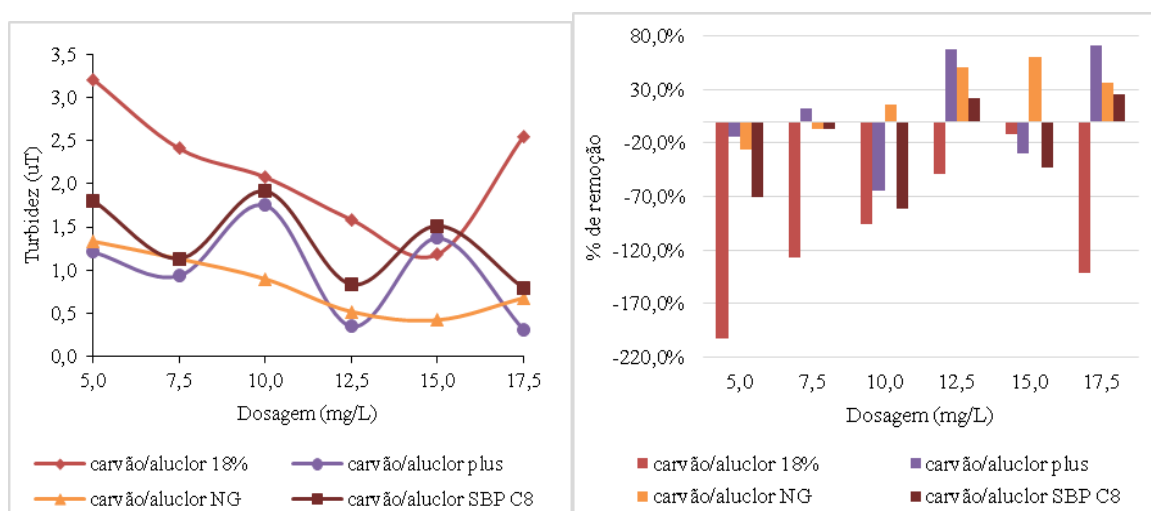 3,5
3,0
2,5
2,0
1,5
1,0
0,5
0,0
Turbidez (uT)
5,0 7,5 10,0 12,5 15,0 17,5
Dosagem (mg/L)
carvão/aluclor 18% carvão/aluclor plus
carvão/aluclor NG carvão/aluclor SBP C8
80,0%
30,0%
-20,0%
-70,0%
-120,0%
-170,0%
-220,0%
% de remoção
5,0 7,5 10,0 12,5 15,0 17,5
Dosagem (mg/L)
carvão/aluclor 18% carvão/aluclor plus
carvão/aluclor NG carvão/aluclor SBP C8